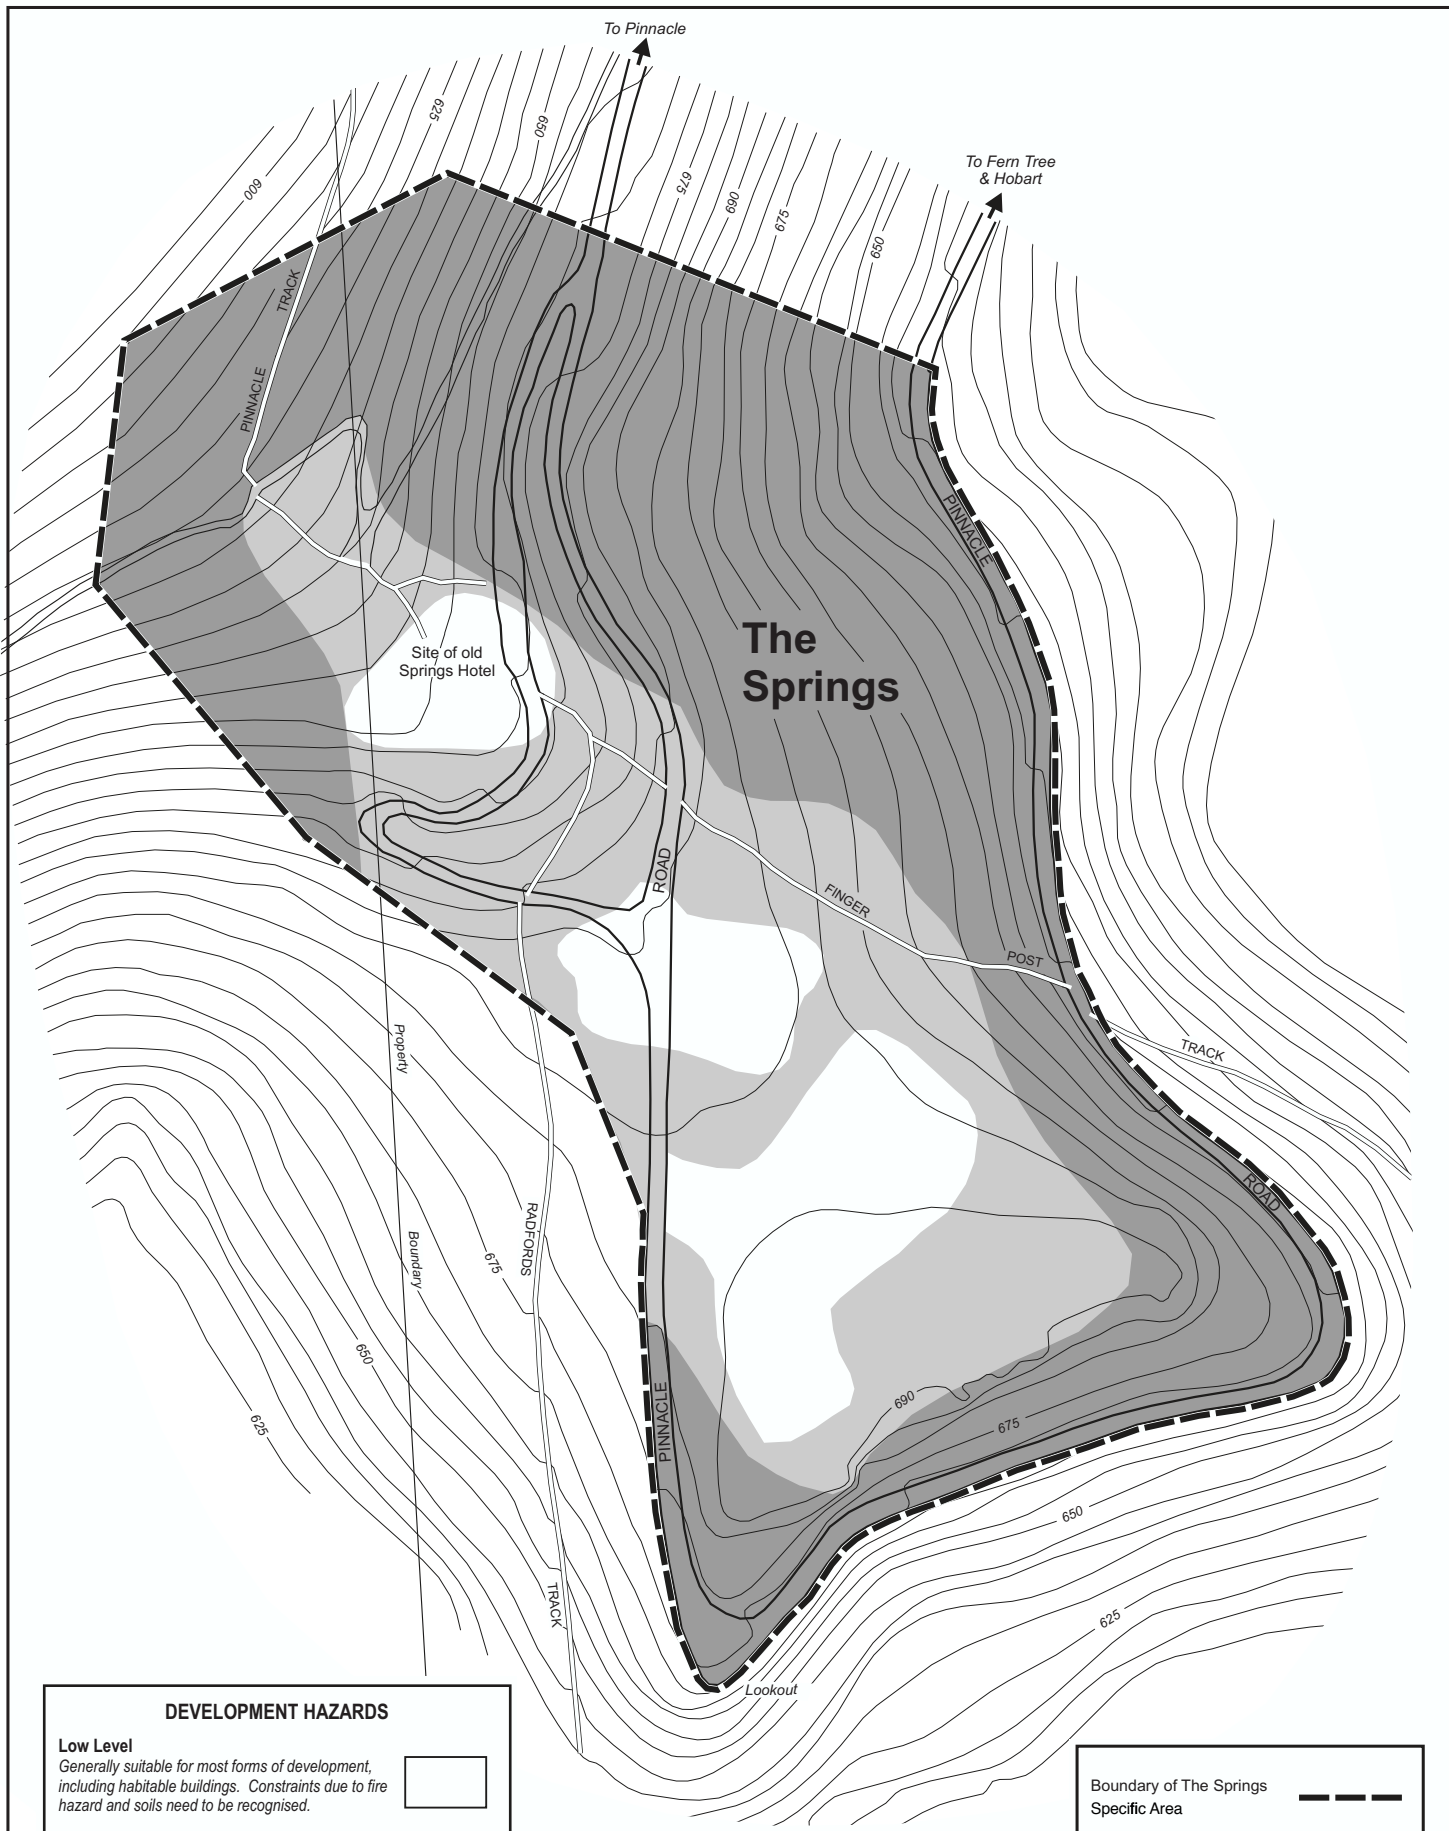 To Pinnacle
To Fern Tree
& Hobart
625
650
600
675
690
675
650
TRACK
PINNACLE
PINNACLE
The
Springs
Site of old
Springs Hotel
ROAD
FINGER
POST
TRACK
Property
Boundary
RADFORDS
ROAD
675
650
625
PINNACLE
690
675
650
625
TRACK
Lookout
DEVELOPMENT HAZARDS
Low Level
Generally suitable for most forms of development,
including habitable buildings. Constraints due to fire
hazard and soils need to be recognised.
Boundary of The Springs
Specific Area